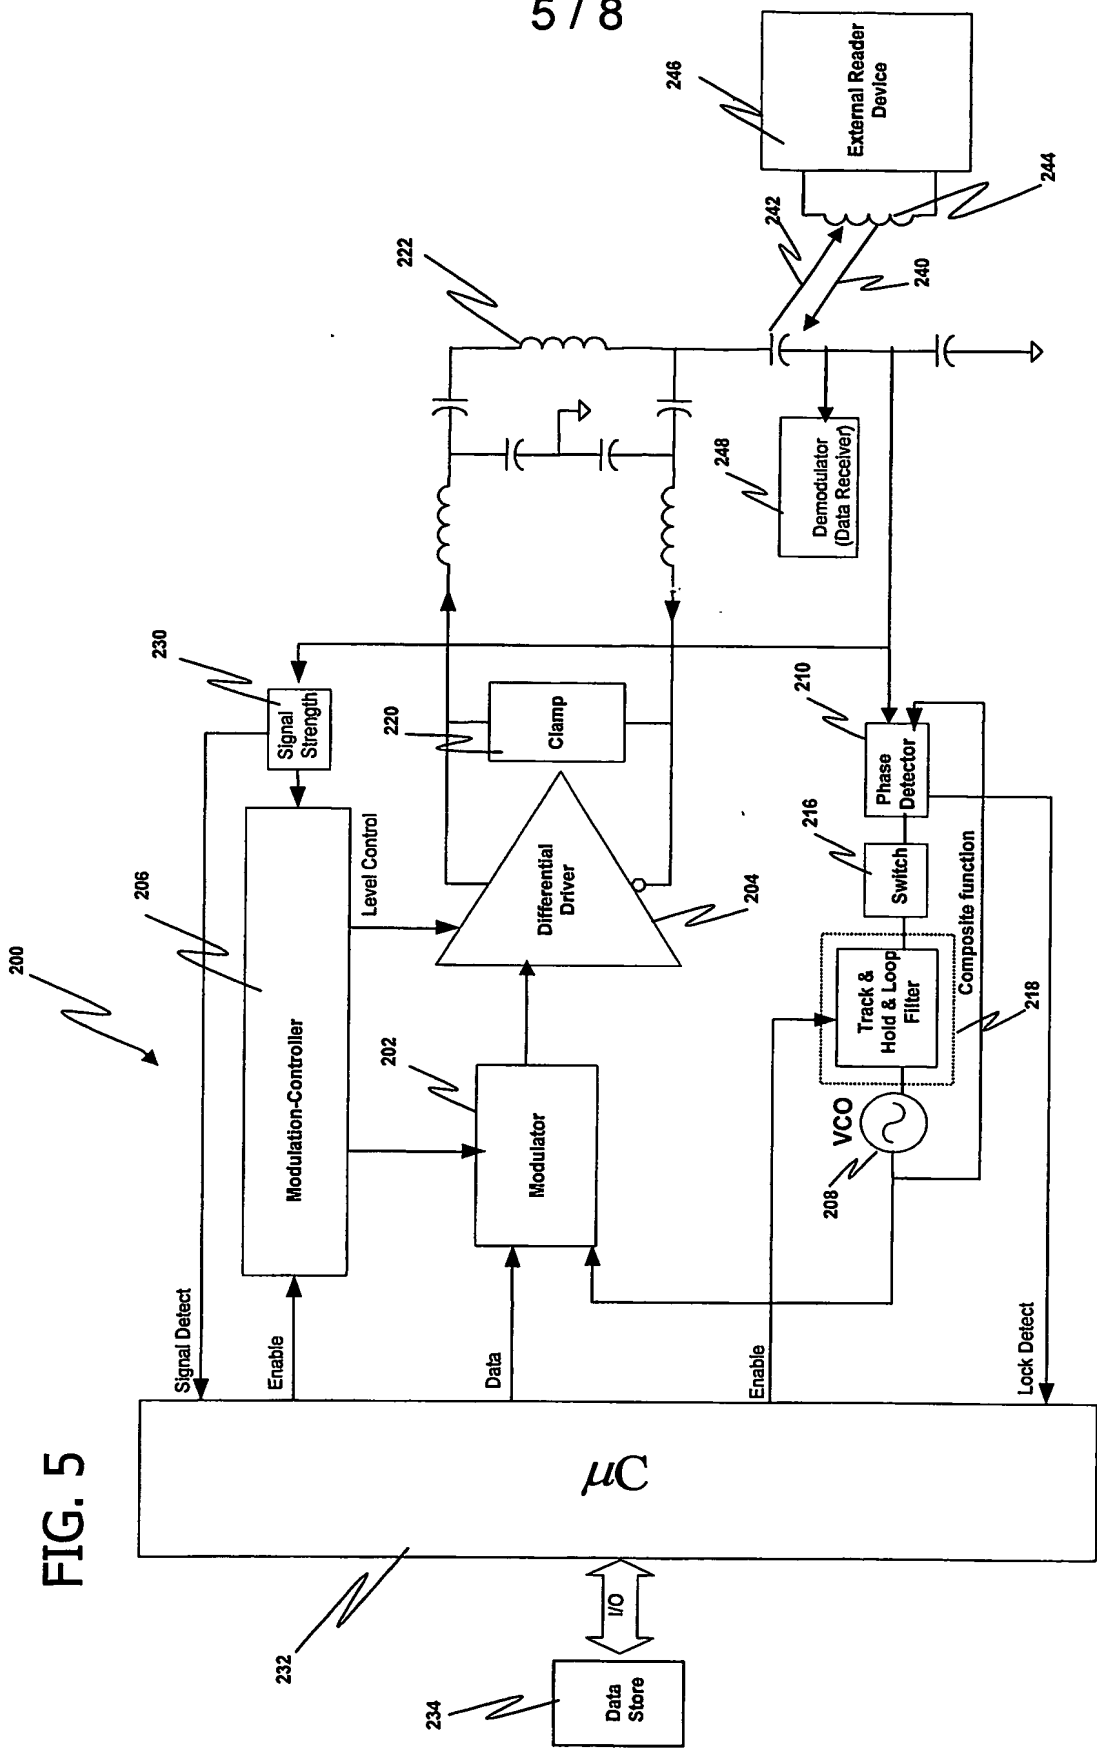 5 / 8
FIG. 5
200
206
230
222
246
External Reader
Device
244
242
240
Signal
Strength
Signal Detect
Enable
Modulation-Controller
Level Control
220
Clamp
Differential
Driver
204
202
Modulator
Data
248
Demodulator
(Data Receiver)
210
Phase
Detector
216
Switch
Composite function
Track &
Hold & Loop
Filter
218
VCO
208
Enable
Lock Detect
μC
232
I/O
234
Data
Store